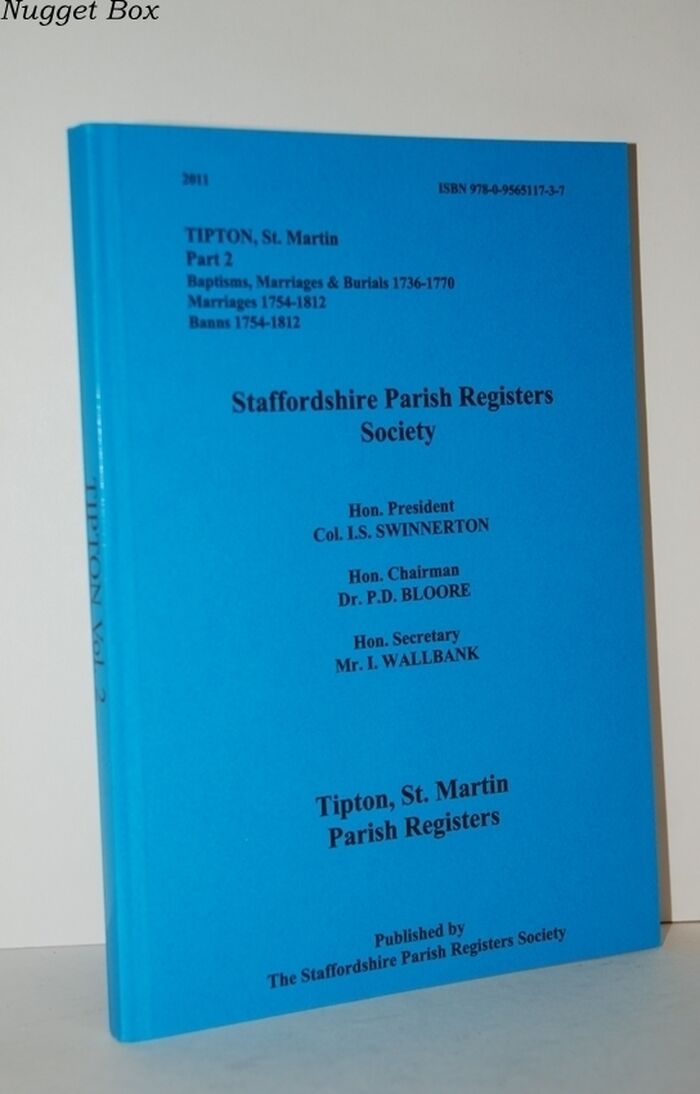 Nugget Box
2011
ISBN 978-0-9565117-3-7
TIPTON, St. Martin
Part 2
Baptisms, Marriages & Burials 1736-1770
Marriages 1754-1812
Banns 1754-1812
Staffordshire Parish Registers
Society
Hon. President
Col. I.S. SWINNERTON
Hon. Chairman
Dr. P.D. BLOORE
Hon. Secretary
Mr. I. WALLBANK
Tipton, St. Martin
Parish Registers
Published by
The Staffordshire Parish Registers Society
TIPTON Vol. 2